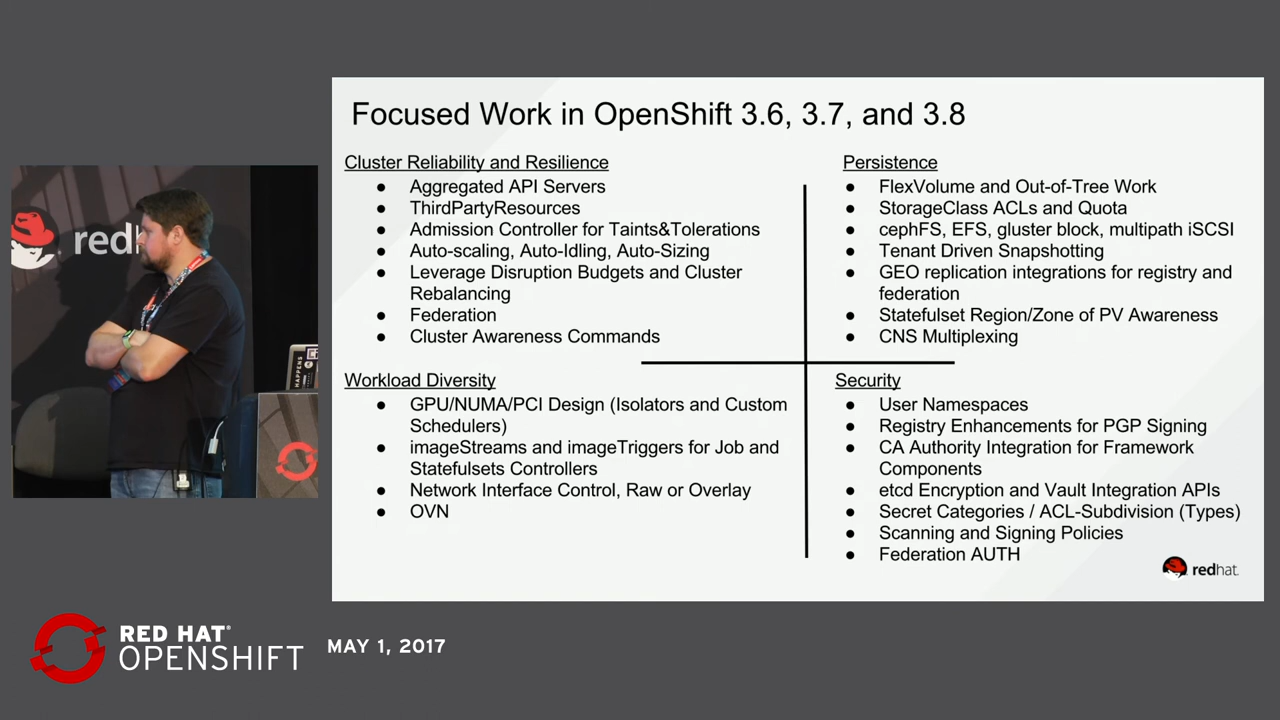 Focused Work in OpenShift 3.6, 3.7, and 3.8
Cluster Reliability and Resilience
● Aggregated API Servers
● ThirdPartyResources
● Admission Controller for Taints&Tolerations
● Auto-scaling, Auto-Idling, Auto-Sizing
● Leverage Disruption Budgets and Cluster
Rebalancing
● Federation
● Cluster Awareness Commands
Persistence
● FlexVolume and Out-of-Tree Work
● StorageClass ACLs and Quota
● cephFS, EFS, gluster block, multipath iSCSI
● Tenant Driven Snapshotting
● GEO replication integrations for registry and
federation
● Statefulset Region/Zone of PV Awareness
● CNS Multiplexing
Workload Diversity
● GPU/NUMA/PCI Design (Isolators and Custom
Schedulers)
● imageStreams and imageTriggers for Job and
Statefulsets Controllers
● Network Interface Control, Raw or Overlay
● OVN
Security
● User Namespaces
● Registry Enhancements for PGP Signing
● CA Authority Integration for Framework
Components
● etcd Encryption and Vault Integration APIs
● Secret Categories / ACL-Subdivision (Types)
● Scanning and Signing Policies
● Federation AUTH
redhat.
red
HAPPENS
RED HAT®
OPENSHIFT
MAY 1, 2017